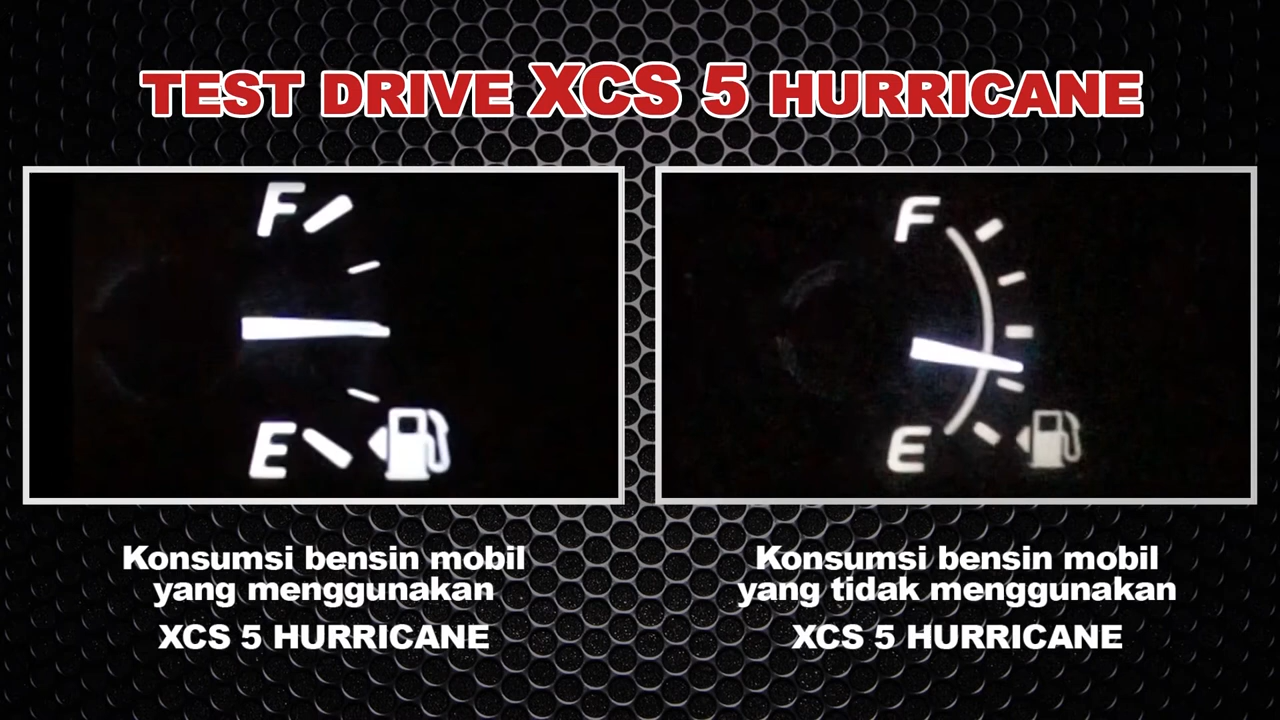 TEST DRIVE XCS 5 HURRICANE
F
E
F
E
Konsumsi bensin mobil
yang menggunakan
XCS 5 HURRICANE
Konsumsi bensin mobil
yang tidak menggunakan
XCS 5 HURRICANE